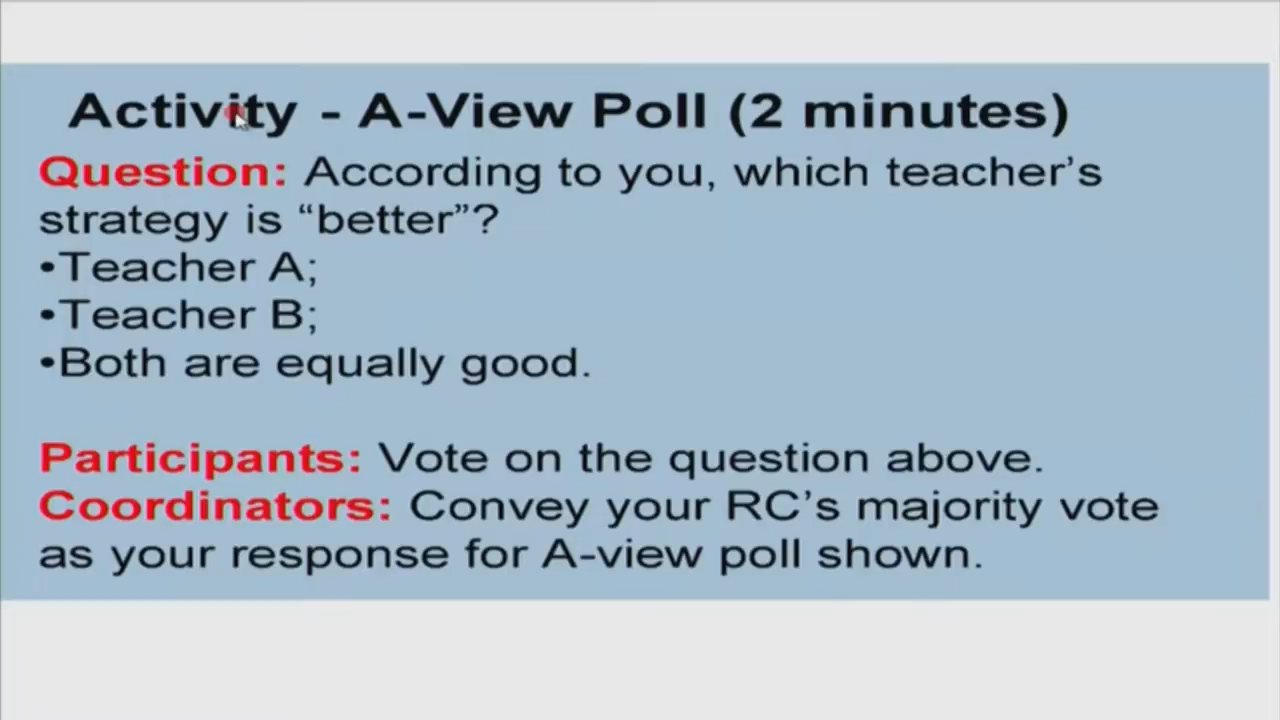 Activity - A-View Poll (2 minutes)
Question: According to you, which teacher’s
strategy is “better”?
•Teacher A;
•Teacher B;
•Both are equally good.
Participants: Vote on the question above.
Coordinators: Convey your RC’s majority vote
as your response for A-view poll shown.